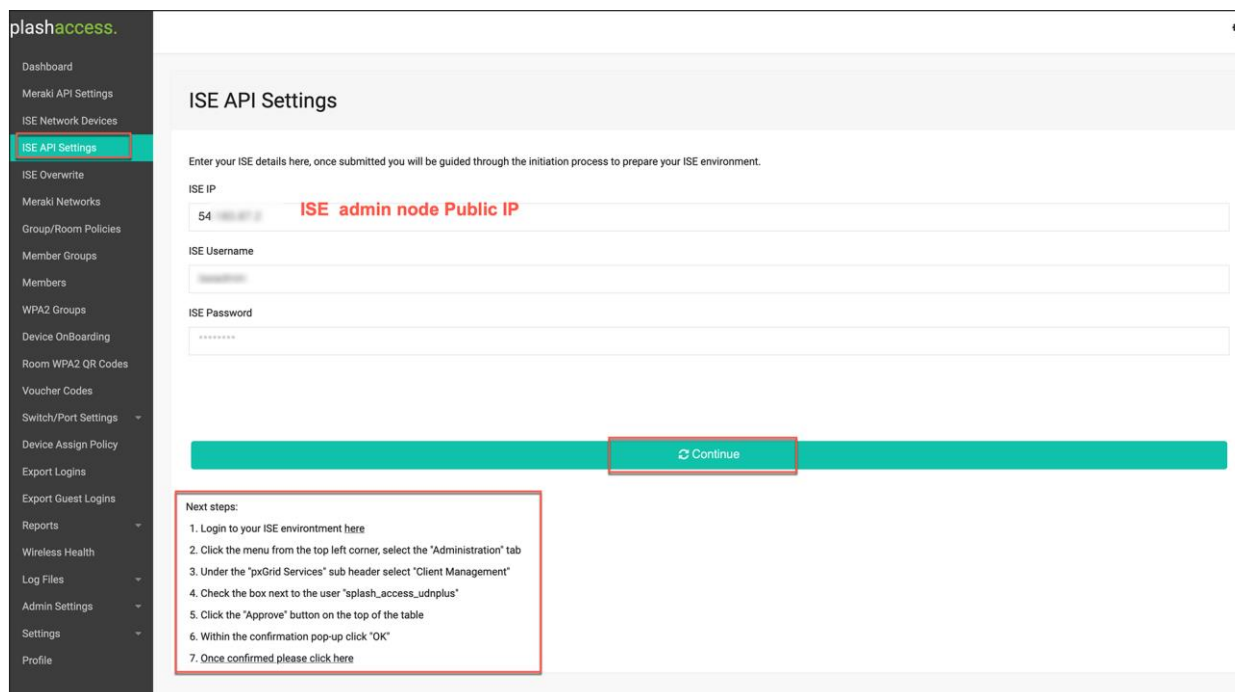 plashaccess.
Dashboard
Meraki API Settings
ISE Network Devices
ISE API Settings
ISE Overwrite
Meraki Networks
Group/Room Policies
Member Groups
Members
WPA2 Groups
Device OnBoarding
Room WPA2 QR Codes
Voucher Codes
Switch/Port Settings
Device Assign Policy
Export Logins
Export Guest Logins
Reports
Wireless Health
Log Files
Admin Settings
Settings
Profile
ISE API Settings
Enter your ISE details here, once submitted you will be guided through the initiation process to prepare your ISE environment.
ISE IP
54
ISE admin node Public IP
ISE Username
ISE Password
********
Continue
Next steps:
1. Login to your ISE environtment here
2. Click the menu from the top left corner, select the "Administration" tab
3. Under the "pxGrid Services" sub header select "Client Management"
4. Check the box next to the user "splash_access_udnplus"
5. Click the "Approve" button on the top of the table
6. Within the confirmation pop-up click "OK"
7. Once confirmed please click here